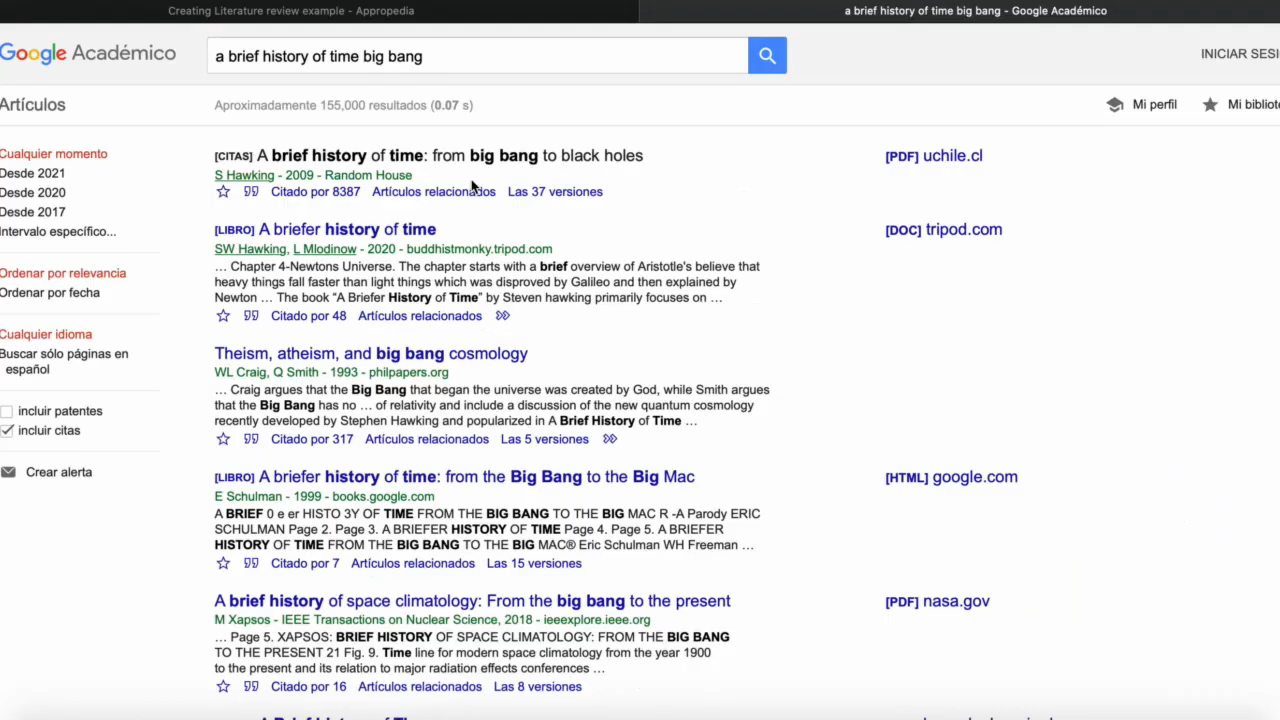 Creating Literature review example - Appropedia
a brief history of time big bang - Google Académico
Google Académico
a brief history of time big bang
INICIAR SESI
Artículos
Aproximadamente 155,000 resultados (0.07 s)
Mi perfil
Mi bibliote
Cualquier momento
Desde 2021
Desde 2020
Desde 2017
Intervalo específico...
Ordenar por relevancia
Ordenar por fecha
Cualquier idioma
Buscar sólo páginas en
español
incluir patentes
incluir citas
Crear alerta
[CITAS] A brief history of time: from big bang to black holes
[PDF] uchile.cl
S Hawking - 2009 - Random House
Citado por 8387 Artículos relacionados Las 37 versiones
[LIBRO] A briefer history of time
[DOC] tripod.com
SW Hawking, L Mlodinow - 2020 - buddhistmonky.tripod.com
… Chapter 4-Newtons Universe. The chapter starts with a brief overview of Aristotle's believe that
heavy things fall faster than light things which was disproved by Galileo and then explained by
Newton … The book “A Briefer History of Time” by Steven hawking primarily focuses on …
Citado por 48 Artículos relacionados
Theism, atheism, and big bang cosmology
WL Craig, Q Smith - 1993 - philpapers.org
… Craig argues that the Big Bang that began the universe was created by God, while Smith argues
that the Big Bang has no … of relativity and include a discussion of the new quantum cosmology
recently developed by Stephen Hawking and popularized in A Brief History of Time …
Citado por 317 Artículos relacionados Las 5 versiones
[LIBRO] A briefer history of time: from the Big Bang to the Big Mac
[HTML] google.com
E Schulman - 1999 - books.google.com
A BRIEF 0 e er HISTO 3Y OF TIME FROM THE BIG BANG TO THE BIG MAC R -A Parody ERIC
SCHULMAN Page 2. Page 3. A BRIEFER HISTORY OF TIME Page 4. Page 5. A BRIEFER
HISTORY OF TIME FROM THE BIG BANG TO THE BIG MAC® Eric Schulman WH Freeman …
Citado por 7 Artículos relacionados Las 15 versiones
A brief history of space climatology: From the big bang to the present
[PDF] nasa.gov
M Xapsos - IEEE Transactions on Nuclear Science, 2018 - ieeexplore.ieee.org
… Page 5. XAPSOS: BRIEF HISTORY OF SPACE CLIMATOLOGY: FROM THE BIG BANG
TO THE PRESENT 21 Fig. 9. Time line for modern space climatology from the year 1900
to the present and its relation to major radiation effects conferences …
Citado por 16 Artículos relacionados Las 8 versiones